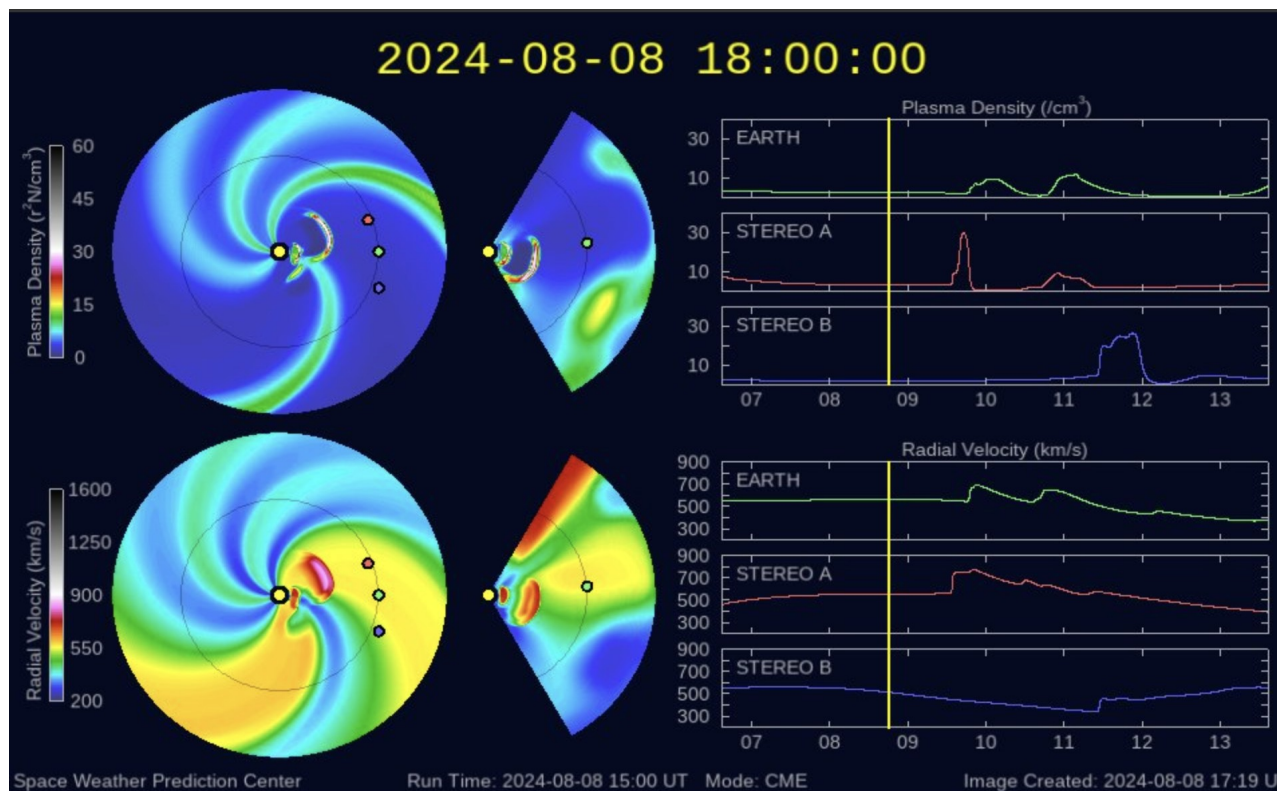 2024-08-08 18:00:00
Plasma Density (r²N/cm³)
60
45
30
15
0
Plasma Density (/cm³)
EARTH
30
10
STEREO A
30
10
STEREO B
30
10
07 08 09 10 11 12 13
Radial Velocity (km/s)
1600
1250
900
550
200
Radial Velocity (km/s)
900
700
500
300
EARTH
900
700
500
300
STEREO A
900
700
500
300
STEREO B
07 08 09 10 11 12 13
Space Weather Prediction Center Run Time: 2024-08-08 15:00 UT Mode: CME Image Created: 2024-08-08 17:19 U